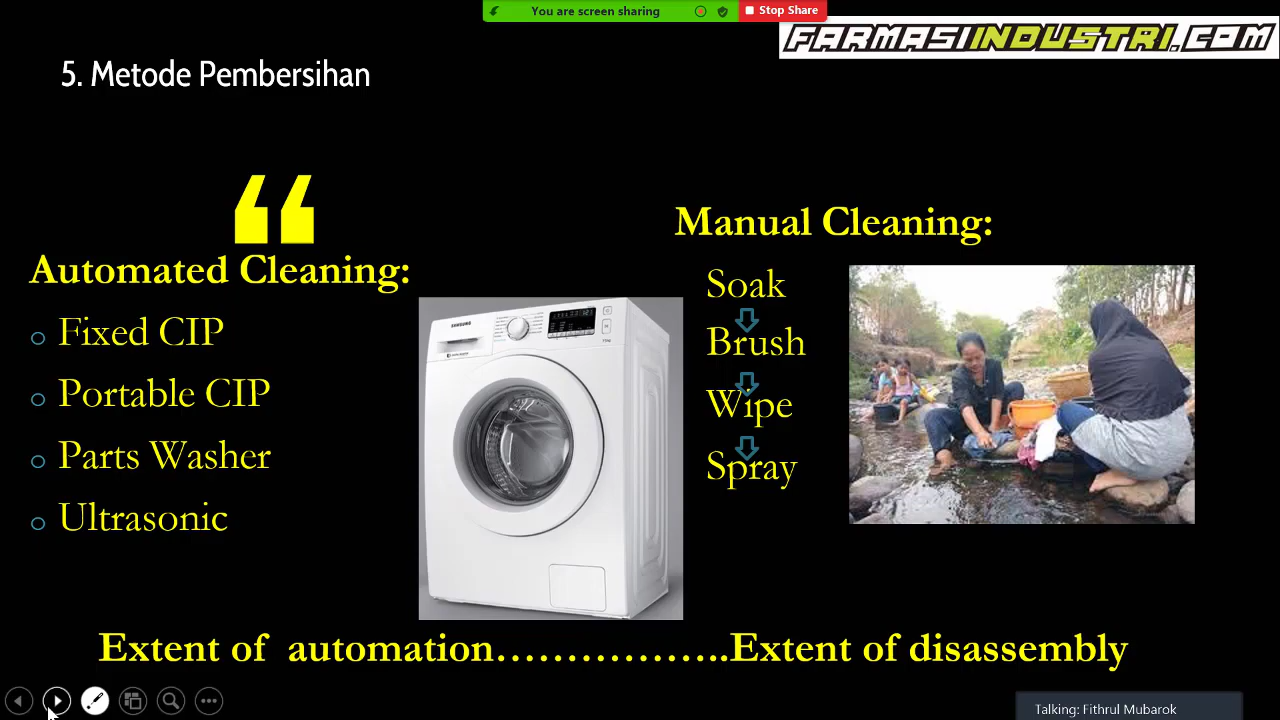 You are screen sharing
Stop Share
FARMASIINDUSTRI.COM
5. Metode Pembersihan
“
Automated Cleaning:
Fixed CIP
Portable CIP
Parts Washer
Ultrasonic
SAMSUNG
Manual Cleaning:
Soak
Brush
Wipe
Spray
Extent of automation………………..Extent of disassembly
Talking: Fithrul Mubarok